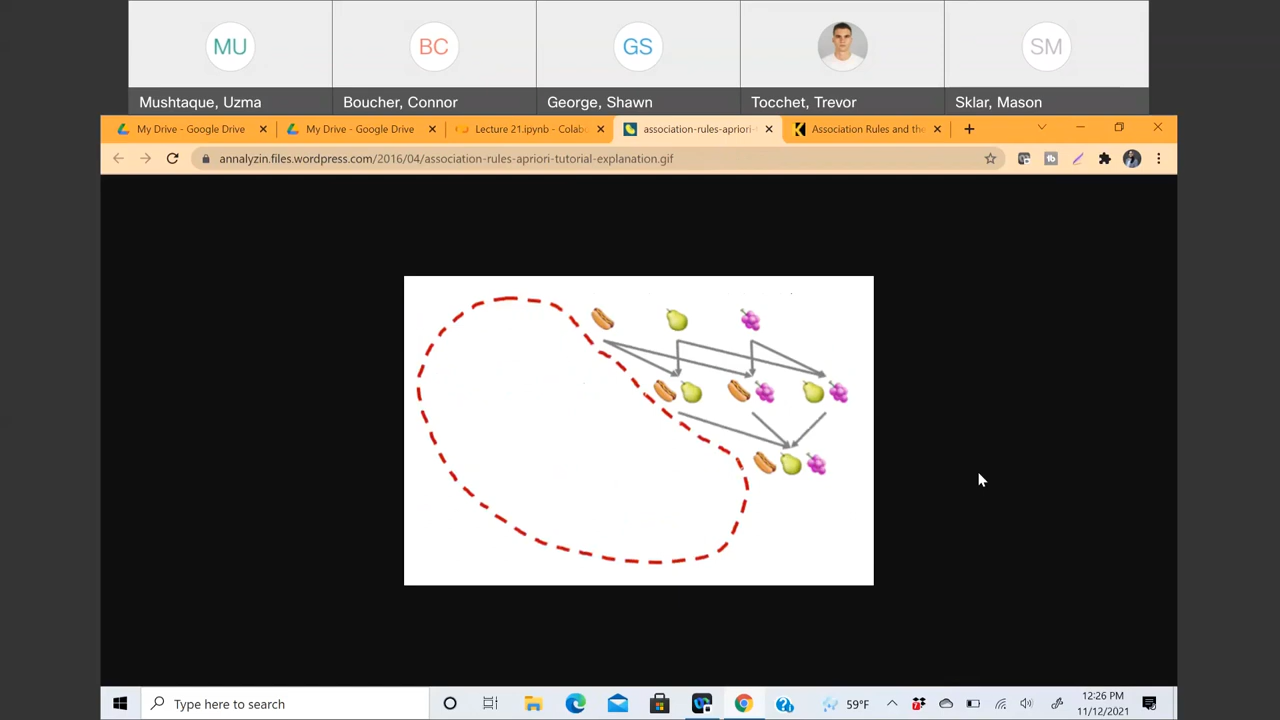 MU
BC
GS
SM
Mushtaque, Uzma
Boucher, Connor
George, Shawn
Tocchet, Trevor
Sklar, Mason
My Drive - Google Drive
My Drive - Google Drive
Lecture 21.ipynb - Colab
association-rules-apriori-
Association Rules and the
annalyzin.files.wordpress.com/2016/04/association-rules-apriori-tutorial-explanation.gif
Type here to search
59°F
12:26 PM
11/12/2021